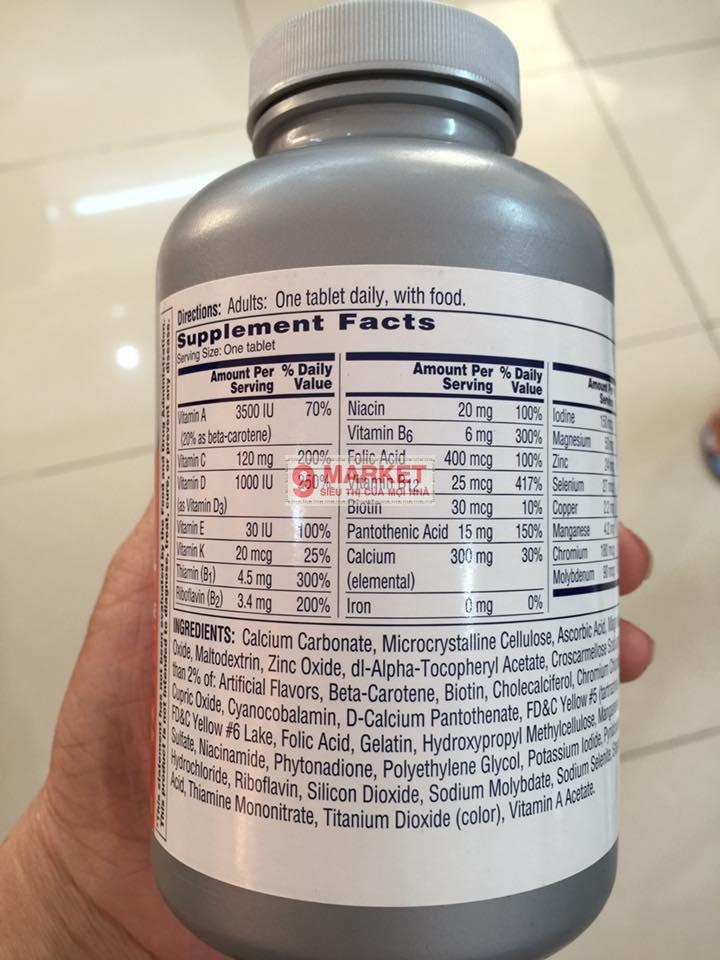 Directions: Adults: One tablet daily, with food.
Supplement Facts
Serving Size: One tablet
Amount Per Serving % Daily Value
Vitamin A 3500 IU 70%
(20% as beta-carotene)
Vitamin C 120 mg 200%
Vitamin D 1000 IU 250%
(as Vitamin D3)
Vitamin E 30 IU 100%
Vitamin K 20 mcg 25%
Thiamin (B1) 4.5 mg 300%
Riboflavin (B2) 3.4 mg 200%
Amount Per Serving % Daily Value
Niacin 20 mg 100%
Vitamin B6 6 mg 300%
Folic Acid 400 mcg 100%
Vitamin B12 25 mcg 417%
Biotin 30 mcg 10%
Pantothenic Acid 15 mg 150%
Calcium 300 mg 30%
(elemental)
Iron 0 mg 0%
Iodine
Magnesium
Zinc
Selenium
Copper
Manganese
Chromium
Molybdenum
9 MARKET
SIÊU THỊ CỦA MỌI NHÀ
INGREDIENTS: Calcium Carbonate, Microcrystalline Cellulose, Ascorbic Acid,
Oxide, Maltodextrin, Zinc Oxide, dl-Alpha-Tocopheryl Acetate, Croscarmellose
than 2% of: Artificial Flavors, Beta-Carotene, Biotin, Cholecalciferol, Chromium
Cupric Oxide, Cyanocobalamin, D-Calcium Pantothenate, FD&C Yellow #5
FD&C Yellow #6 Lake, Folic Acid, Gelatin, Hydroxypropyl Methylcellulose,
Sulfate, Niacinamide, Phytonadione, Polyethylene Glycol, Potassium Iodide,
Hydrochloride, Riboflavin, Silicon Dioxide, Sodium Molybdate, Sodium
Acid, Thiamine Mononitrate, Titanium Dioxide (color), Vitamin A Acetate.